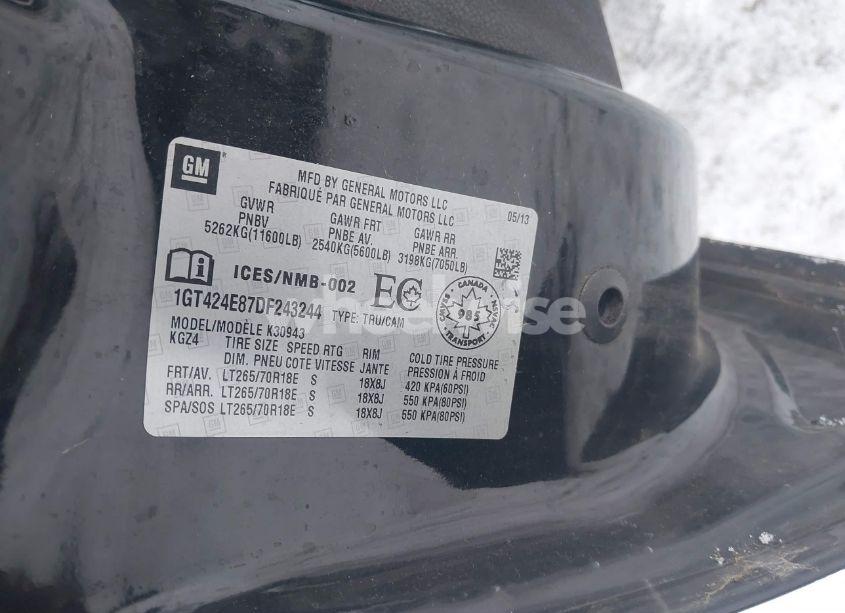 GM
MFD BY GENERAL MOTORS LLC
FABRIQUÉ PAR GENERAL MOTORS LLC
05/13
GVWR GAWR FRT GAWR RR
PNBV PNBE AV. PNBE ARR.
5262KG(11600LB) 2540KG(5600LB) 3198KG(7050LB)
ICES/NMB-002 EC
1GT424E87DF243244 TYPE: TRU/CAM
CANADA
985
TRANSPORT
MODEL/MODÈLE K30943
KGZ4 TIRE SIZE SPEED RTG RIM COLD TIRE PRESSURE
DIM. PNEU COTE VITESSE JANTE PRESSION À FROID
FRT/AV. LT265/70R18E S 18X8J 420 KPA(60PSI)
RR/ARR. LT265/70R18E S 18X8J 550 KPA(80PSI)
SPA/SOS LT265/70R18E S 18X8J 550 KPA(80PSI)